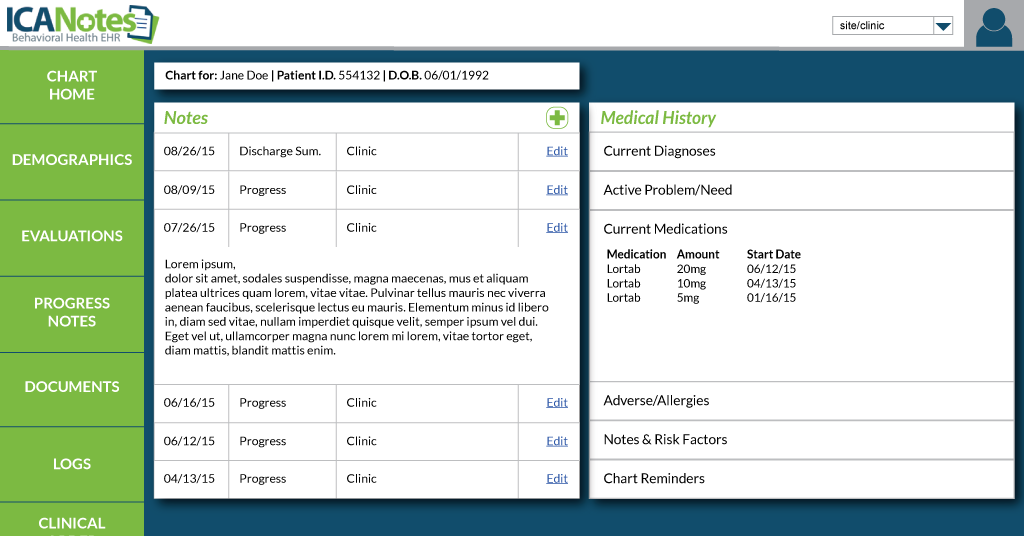 ICANotes
Behavioral Health EHR
site/clinic
CHART
HOME
DEMOGRAPHICS
EVALUATIONS
PROGRESS
NOTES
DOCUMENTS
LOGS
CLINICAL
Chart for: Jane Doe | Patient I.D. 554132 | D.O.B. 06/01/1992
Notes
08/26/15 Discharge Sum. Clinic Edit
08/09/15 Progress Clinic Edit
07/26/15 Progress Clinic Edit
Lorem ipsum,
dolor sit amet, sodales suspendisse, magna maecenas, mus et aliquam
platea ultrices quam lorem, vitae vitae. Pulvinar tellus mauris nec viverra
aenean faucibus, scelerisque lectus eu mauris. Elementum minus id libero
in, diam sed vitae, nullam imperdiet quisque velit, semper ipsum vel dui.
Eget vel ut, ullamcorper magna nunc lorem mi lorem, vitae tortor eget,
diam mattis, blandit mattis enim.
06/16/15 Progress Clinic Edit
06/12/15 Progress Clinic Edit
04/13/15 Progress Clinic Edit
Medical History
Current Diagnoses
Active Problem/Need
Current Medications
Medication Amount Start Date
Lortab 20mg 06/12/15
Lortab 10mg 04/13/15
Lortab 5mg 01/16/15
Adverse/Allergies
Notes & Risk Factors
Chart Reminders